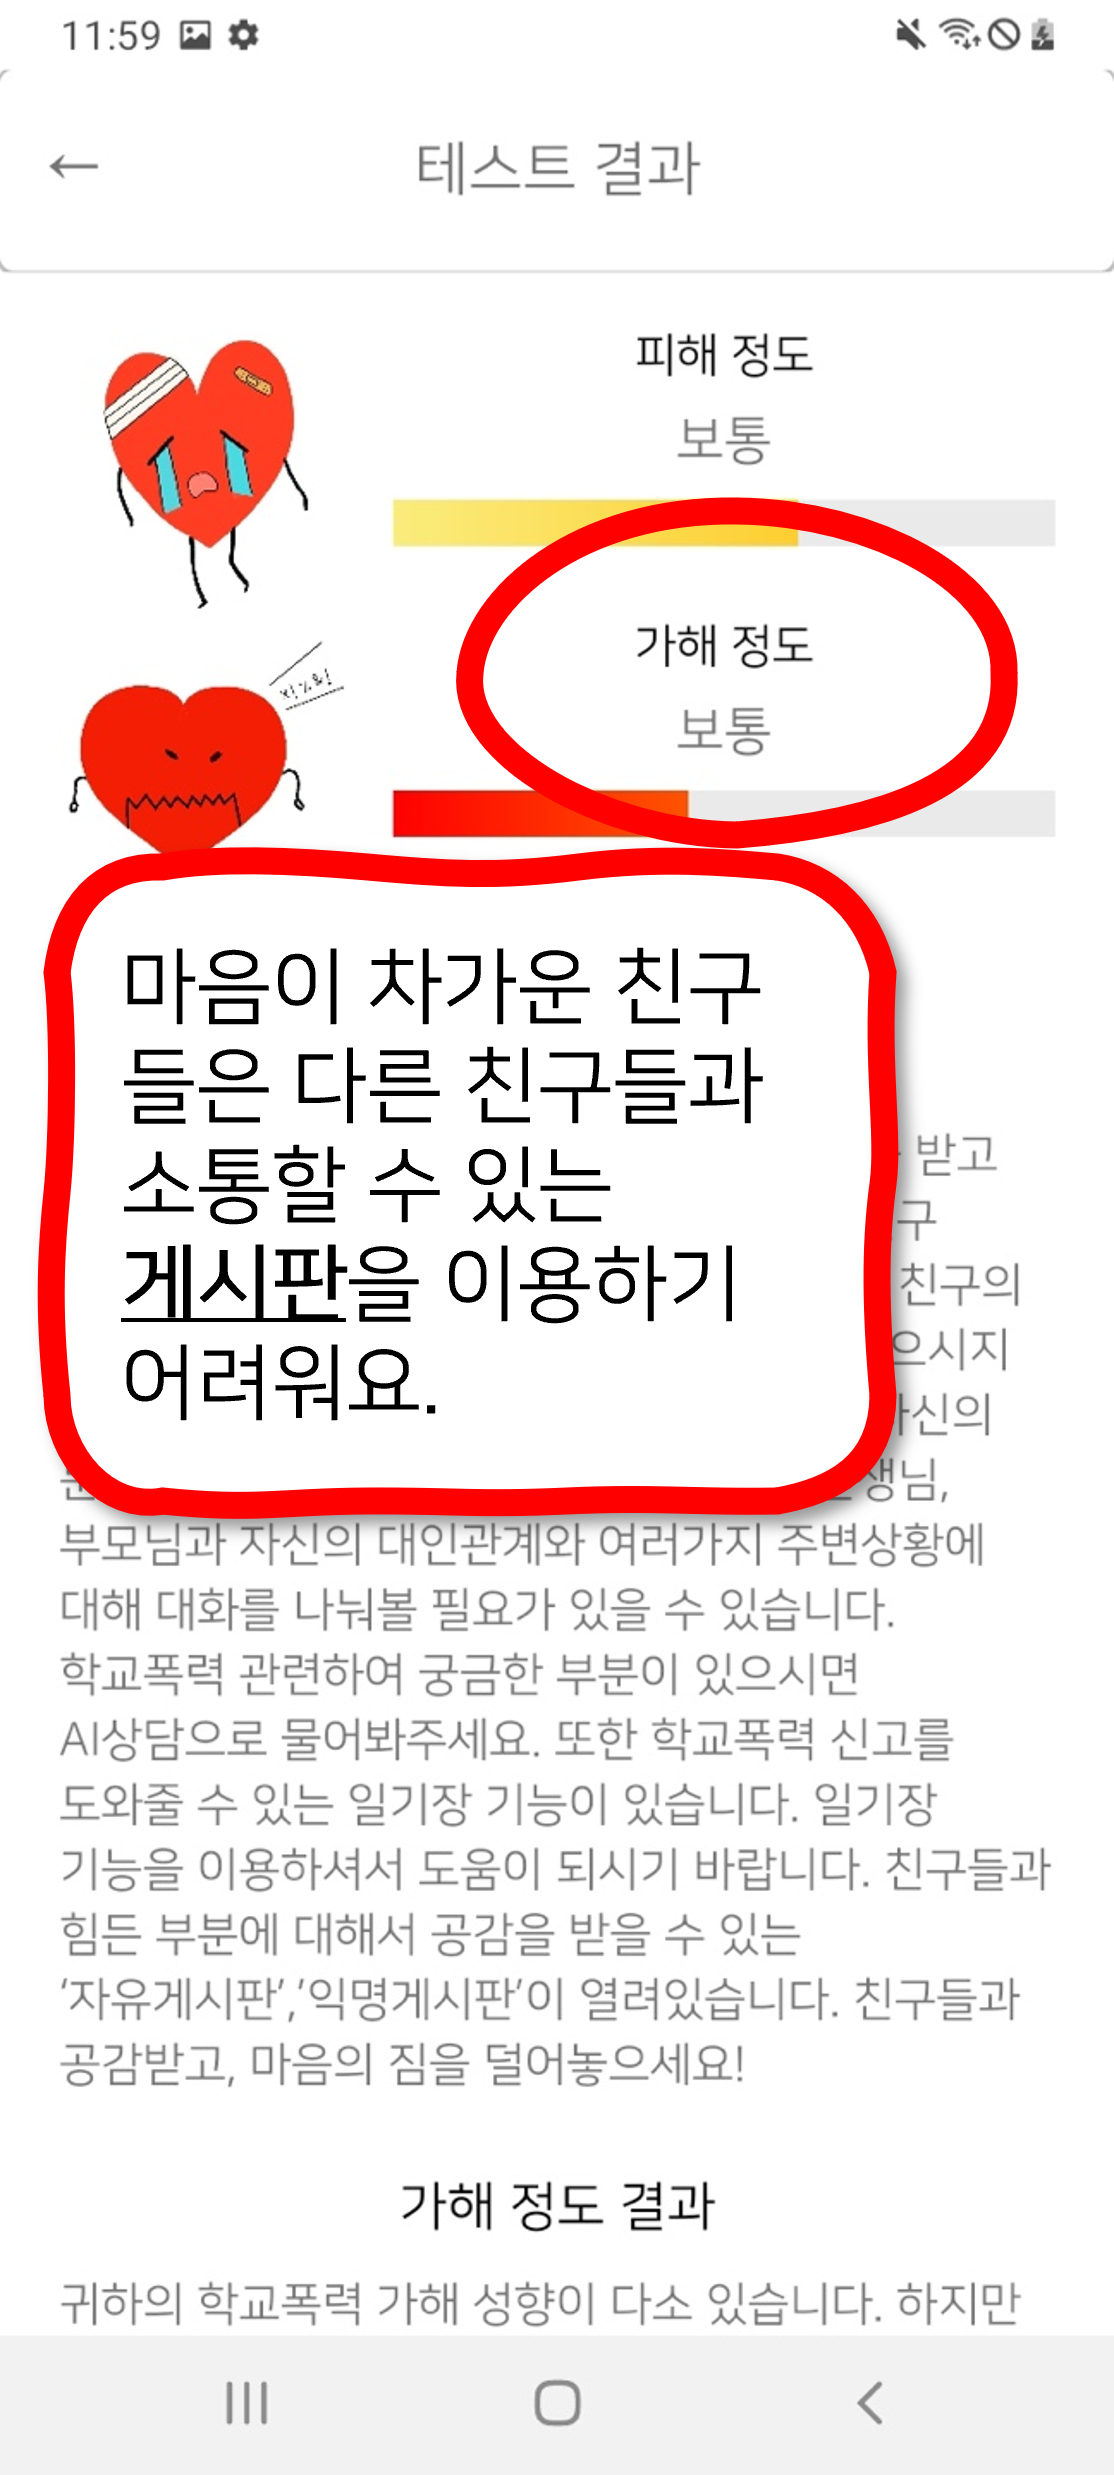 11:59
테스트 결과
피해 정도
보통
가해 정도
보통
마음이 차가운 친구
들은 다른 친구들과
소통할 수 있는
게시판을 이용하기
어려워요.
받고
구
친구의
으시지
자신의
생님,
부모님과 자신의 대인관계와 여러가지 주변상황에
대해 대화를 나눠볼 필요가 있을 수 있습니다.
학교폭력 관련하여 궁금한 부분이 있으시면
AI상담으로 물어봐주세요. 또한 학교폭력 신고를
도와줄 수 있는 일기장 기능이 있습니다. 일기장
기능을 이용하셔서 도움이 되시기 바랍니다. 친구들과
힘든 부분에 대해서 공감을 받을 수 있는
‘자유게시판’,’익명게시판’이 열려있습니다. 친구들과
공감받고, 마음의 짐을 덜어놓으세요!
가해 정도 결과
귀하의 학교폭력 가해 성향이 다소 있습니다. 하지만